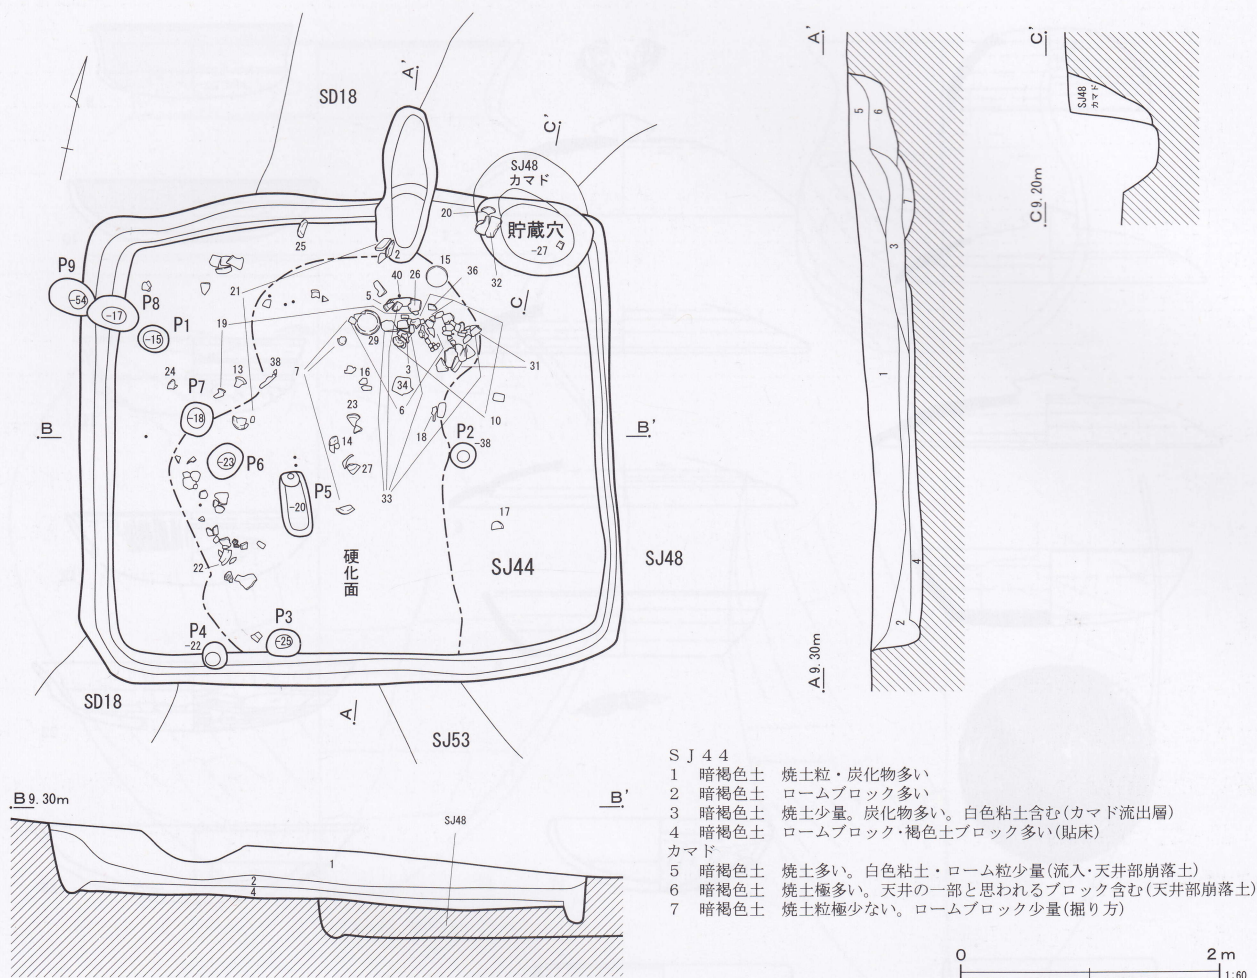 SD18
A'
C'
SJ48
カマド
20
貯蔵穴
-27
25
2
15
32
P9
-54
21
40
26
36
5
C
P8
-17
19
P1
-15
29
3
31
24
13
38
7
16
34
P7
-18
6
10
23
18
B
B'
14
P2
-38
P6
-23
27
P5
-20
33
17
22
硬化面
SJ44
SJ48
P4
-22
P3
-25
SD18
A
SJ53
A'
5
6
7
3
1
4
2
A 9.30m
C'
SJ48
カマド
C 9.20m
B 9.30m
B'
SJ48
1
2
4
ＳＪ４４
1 暗褐色土 焼土粒・炭化物多い
2 暗褐色土 ロームブロック多い
3 暗褐色土 焼土少量。炭化物多い。白色粘土含む(カマド流出層)
4 暗褐色土 ロームブロック・褐色土ブロック多い(貼床)
カマド
5 暗褐色土 焼土多い。白色粘土・ローム粒少量(流入・天井部崩落土)
6 暗褐色土 焼土極多い。天井の一部と思われるブロック含む(天井部崩落土)
7 暗褐色土 焼土粒極少ない。ロームブロック少量(掘り方)
0 2m
1:60